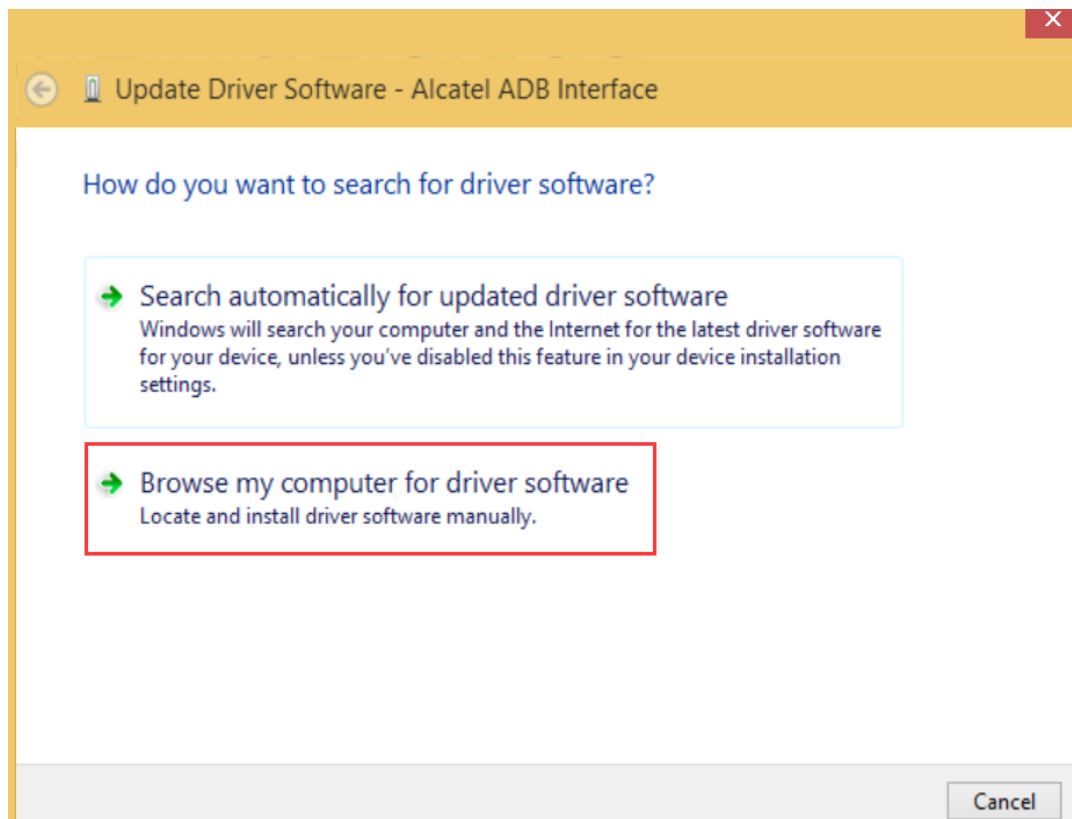 Update Driver Software - Alcatel ADB Interface
How do you want to search for driver software?
Search automatically for updated driver software
Windows will search your computer and the Internet for the latest driver software
for your device, unless you've disabled this feature in your device installation
settings.
Browse my computer for driver software
Locate and install driver software manually.
Cancel